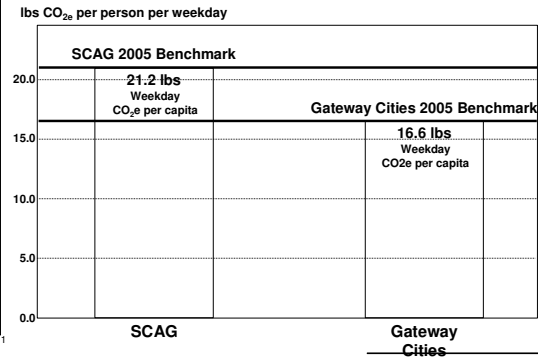 lbs CO2e per person per weekday
SCAG 2005 Benchmark
20.0
21.2 lbs
Weekday
CO2e per capita
Gateway Cities 2005 Benchmark
16.6 lbs
Weekday
CO2e per capita
15.0
10.0
5.0
0.0
SCAG
Gateway
Cities
1